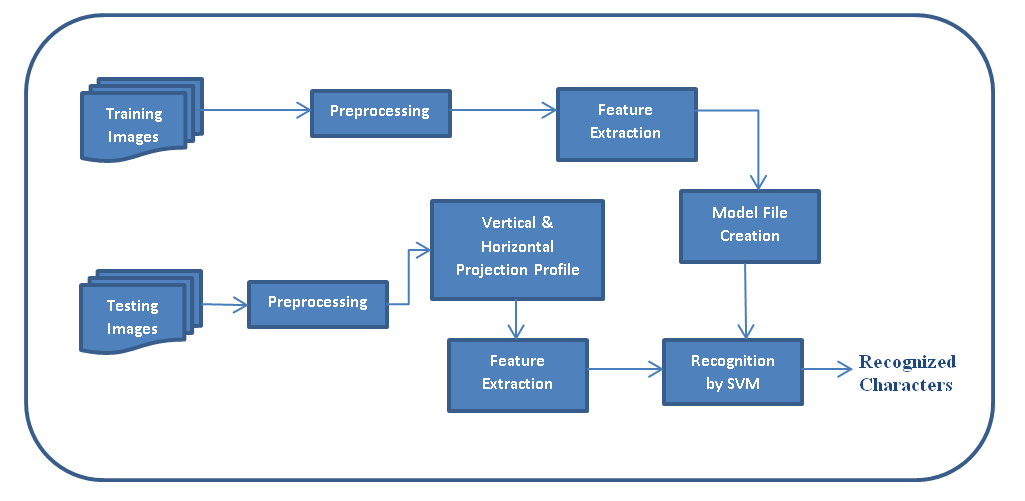 Training
Images
Preprocessing
Feature
Extraction
Model File
Creation
Vertical &
Horizontal
Projection Profile
Testing
Images
Preprocessing
Feature
Extraction
Recognition
by SVM
Recognized
Characters